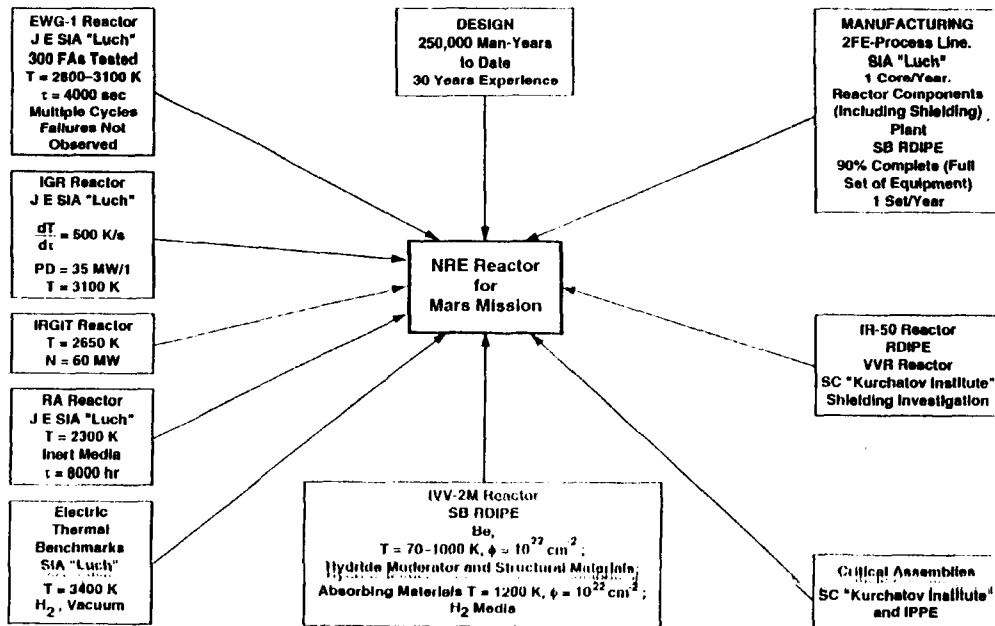 EWG-1 Reactor
J E SIA "Luch"
300 FAs Tested
T = 2800–3100 K
τ = 4000 sec
Multiple Cycles
Failures Not
Observed
DESIGN
250,000 Man-Years
to Date
30 Years Experience
MANUFACTURING
2FE-Process Line.
SIA "Luch"
1 Core/Year.
Reactor Components
(Including Shielding)
Plant
SB RDIPE
90% Complete (Full
Set of Equipment)
1 Set/Year
IGR Reactor
J E SIA "Luch"
dT/dτ = 500 K/s
PD = 35 MW/1
T = 3100 K
NRE Reactor
for
Mars Mission
IRGIT Reactor
T = 2650 K
N = 60 MW
IR-50 Reactor
RDIPE
VVR Reactor
SC "Kurchatov Institute"
Shielding Investigation
RA Reactor
J E SIA "Luch"
T = 2300 K
Inert Media
τ = 8000 hr
Electric
Thermal
Benchmarks
SIA "Luch"
T = 3400 K
H₂, Vacuum
IVV-2M Reactor
SB RDIPE
Be,
T = 70–1000 K, ϕ = 10²² cm⁻²;
Hydride Moderator and Structural Materials;
Absorbing Materials T = 1200 K, ϕ = 10²² cm⁻²;
H₂ Media
Critical Assemblies
SC "Kurchatov Institute"
and IPPE